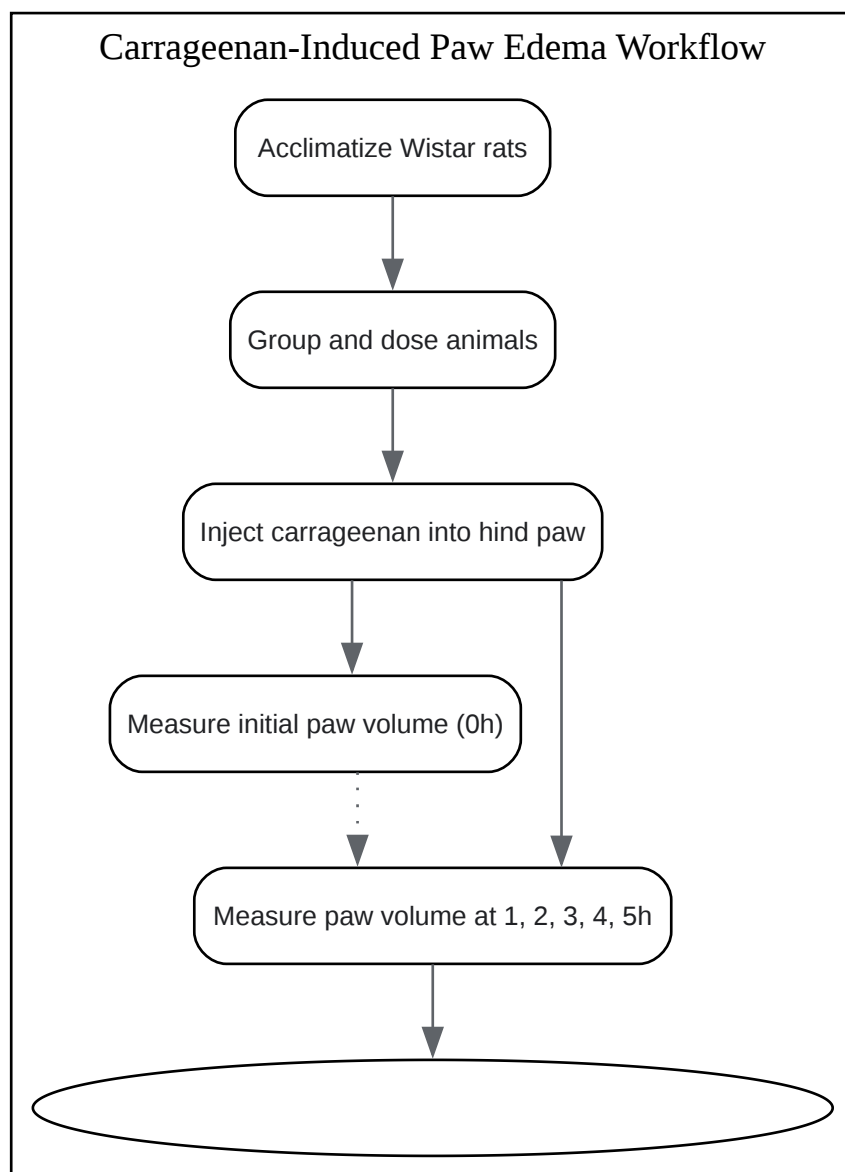 Carrageenan-Induced Paw Edema Workflow
Acclimatize Wistar rats
Group and dose animals
Inject carrageenan into hind paw
Measure initial paw volume (0h)
Measure paw volume at 1, 2, 3, 4, 5h